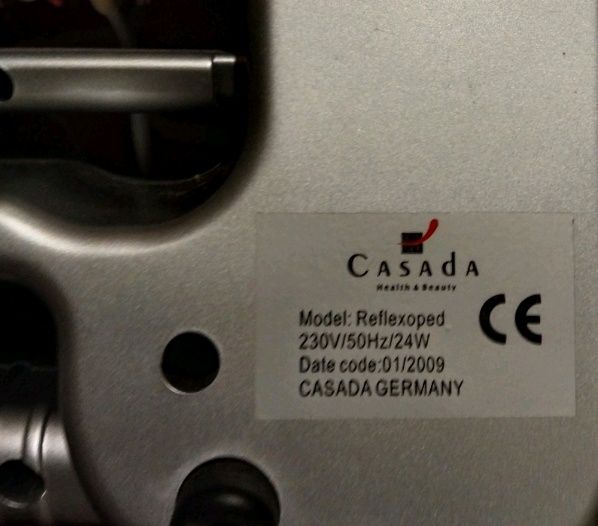 CASADA
Health & Beauty
Model: Reflexoped
230V/50Hz/24W
Date code:01/2009
CASADA GERMANY
CE